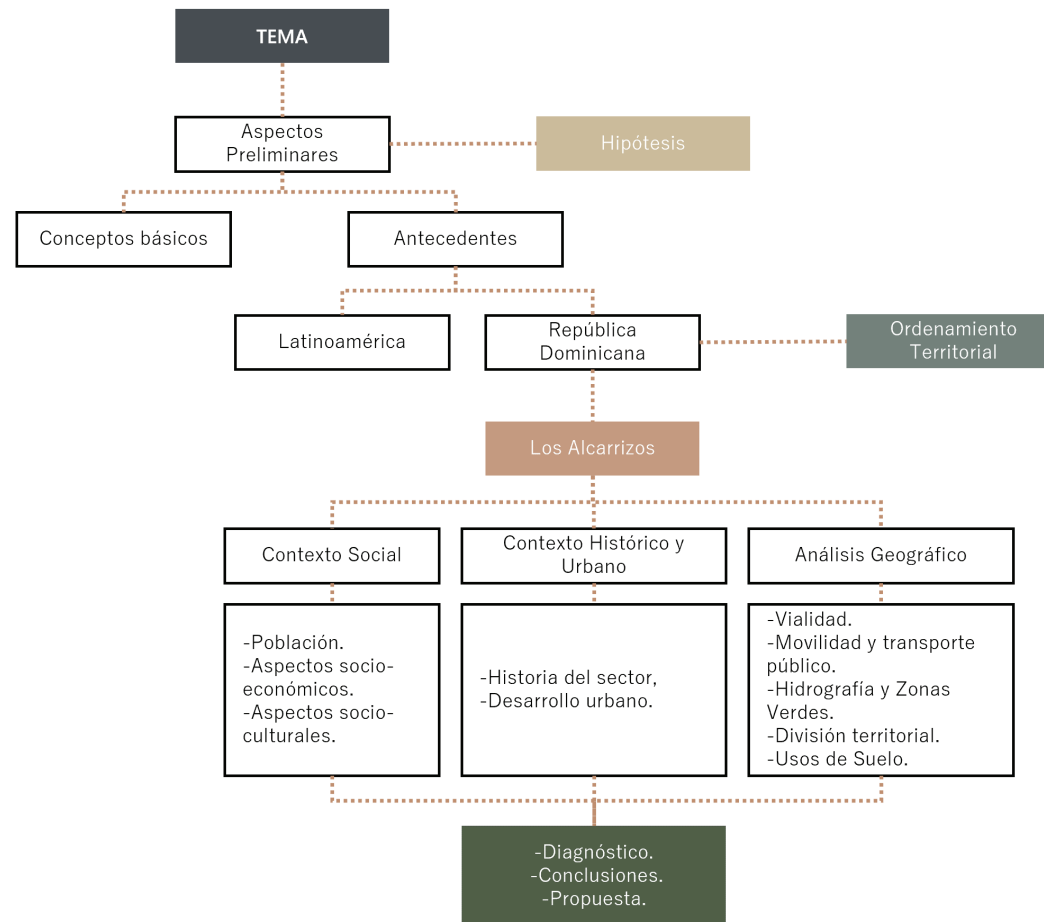 TEMA
Aspectos
Preliminares
Hipótesis
Conceptos básicos
Antecedentes
Latinoamérica
República
Dominicana
Ordenamiento
Territorial
Los Alcarrizos
Contexto Social
Contexto Histórico y
Urbano
Análisis Geográfico
-Población.
-Aspectos socio-
económicos.
-Aspectos socio-
culturales.
-Historia del sector,
-Desarrollo urbano.
-Vialidad.
-Movilidad y transporte
público.
-Hidrografía y Zonas
Verdes.
-División territorial.
-Usos de Suelo.
-Diagnóstico.
-Conclusiones.
-Propuesta.